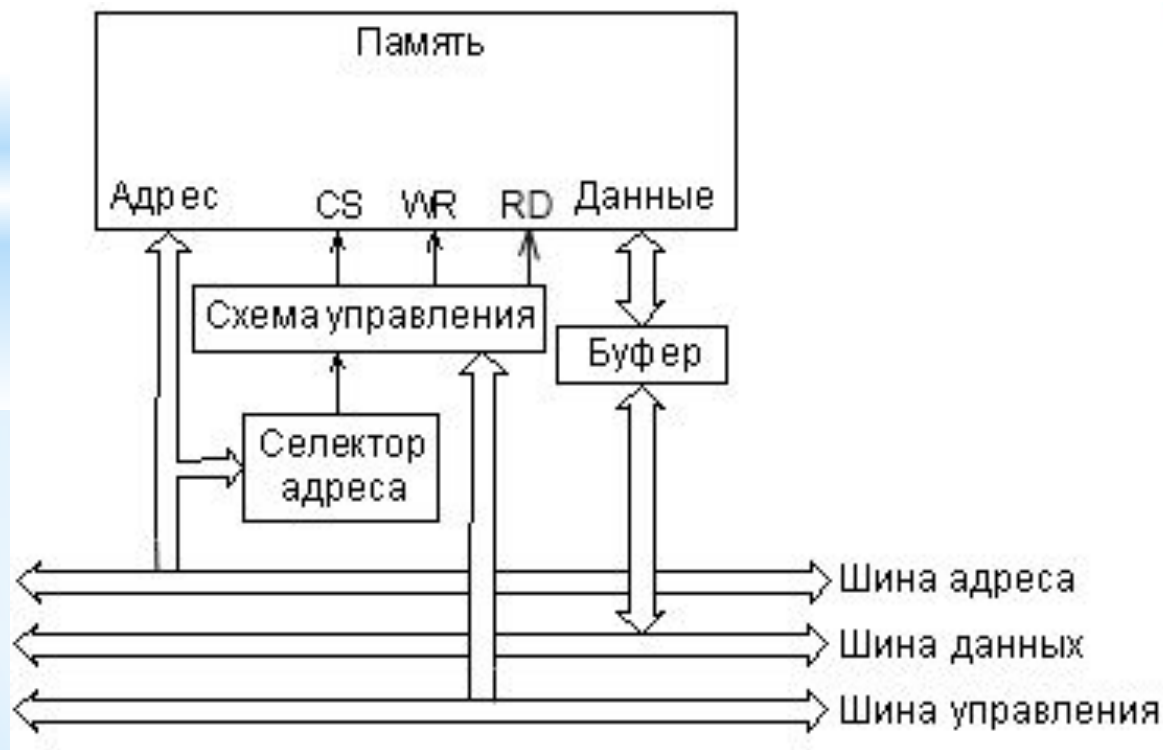 Память
Адрес CS WR RD Данные
Схема управления
Буфер
Селектор
адреса
Шина адреса
Шина данных
Шина управления